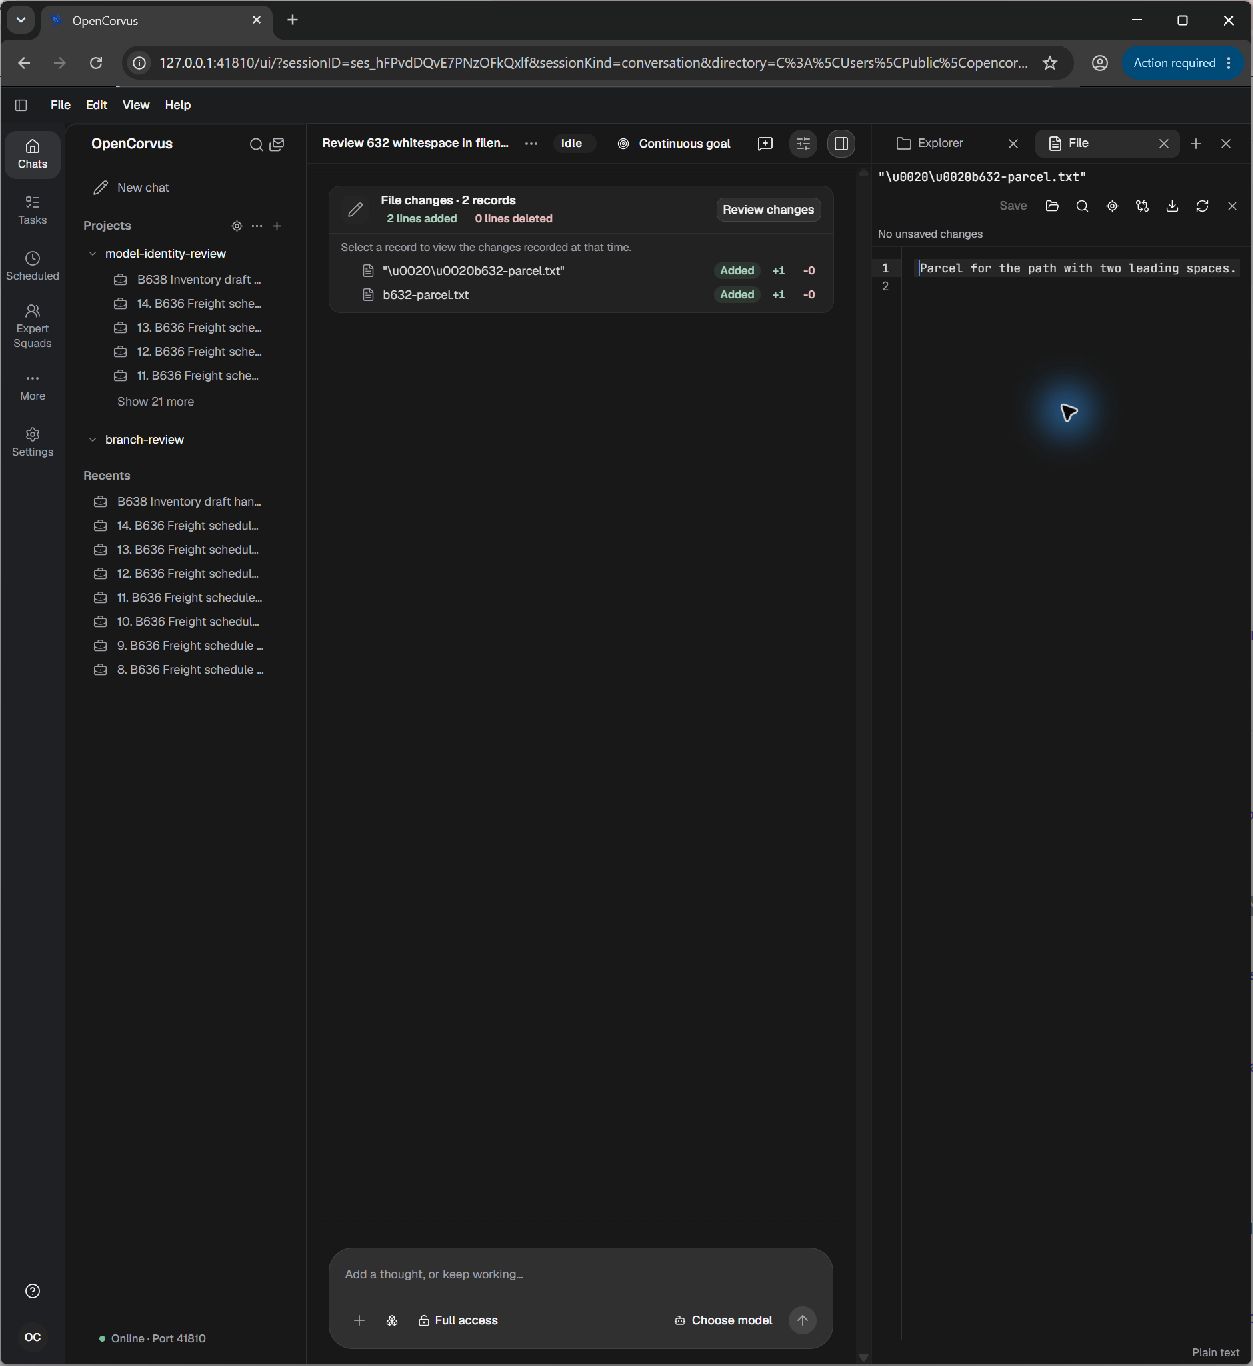 OpenCorvus
127.0.0.1:41810/ui/?sessionID=ses_hFPvdDQvE7PNzOFkQxlf&sessionKind=conversation&directory=C%3A%5CUsers%5CPublic%5Copencor...
Action required
File Edit View Help
Chats
Tasks
Scheduled
Expert
Squads
More
Settings
OC
OpenCorvus
New chat
Projects
model-identity-review
B638 Inventory draft ...
14. B636 Freight sche...
13. B636 Freight sche...
12. B636 Freight sche...
11. B636 Freight sche...
Show 21 more
branch-review
Recents
B638 Inventory draft han...
14. B636 Freight schedul...
13. B636 Freight schedul...
12. B636 Freight schedul...
11. B636 Freight schedule...
10. B636 Freight schedul...
9. B636 Freight schedule ...
8. B636 Freight schedule ...
Online · Port 41810
Review 632 whitespace in filen... Idle Continuous goal
File changes · 2 records
2 lines added 0 lines deleted
Review changes
Select a record to view the changes recorded at that time.
"\u0020\u0020b632-parcel.txt" Added +1 -0
b632-parcel.txt Added +1 -0
Add a thought, or keep working...
Full access
Choose model
Explorer
File
"\u0020\u0020b632-parcel.txt"
Save
No unsaved changes
1 Parcel for the path with two leading spaces.
2
Plain text